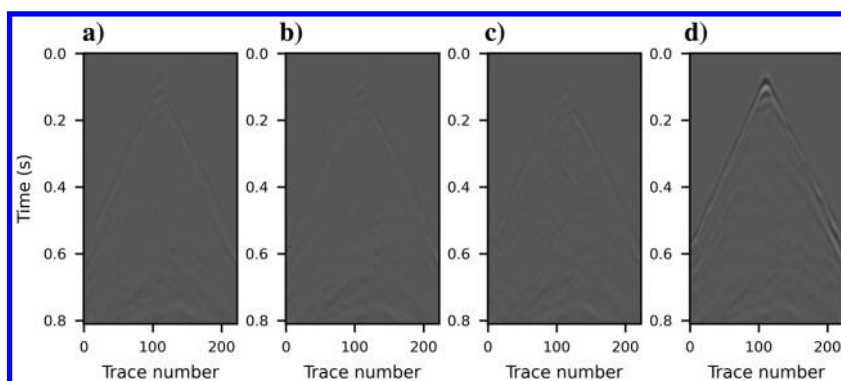 a) b) c) d)
0.0 0.0 0.0 0.0
0.2 0.2 0.2 0.2
Time (s)
0.4 0.4 0.4 0.4
0.6 0.6 0.6 0.6
0.8 0.8 0.8 0.8
0 100 200 0 100 200 0 100 200 0 100 200
Trace number Trace number Trace number Trace number